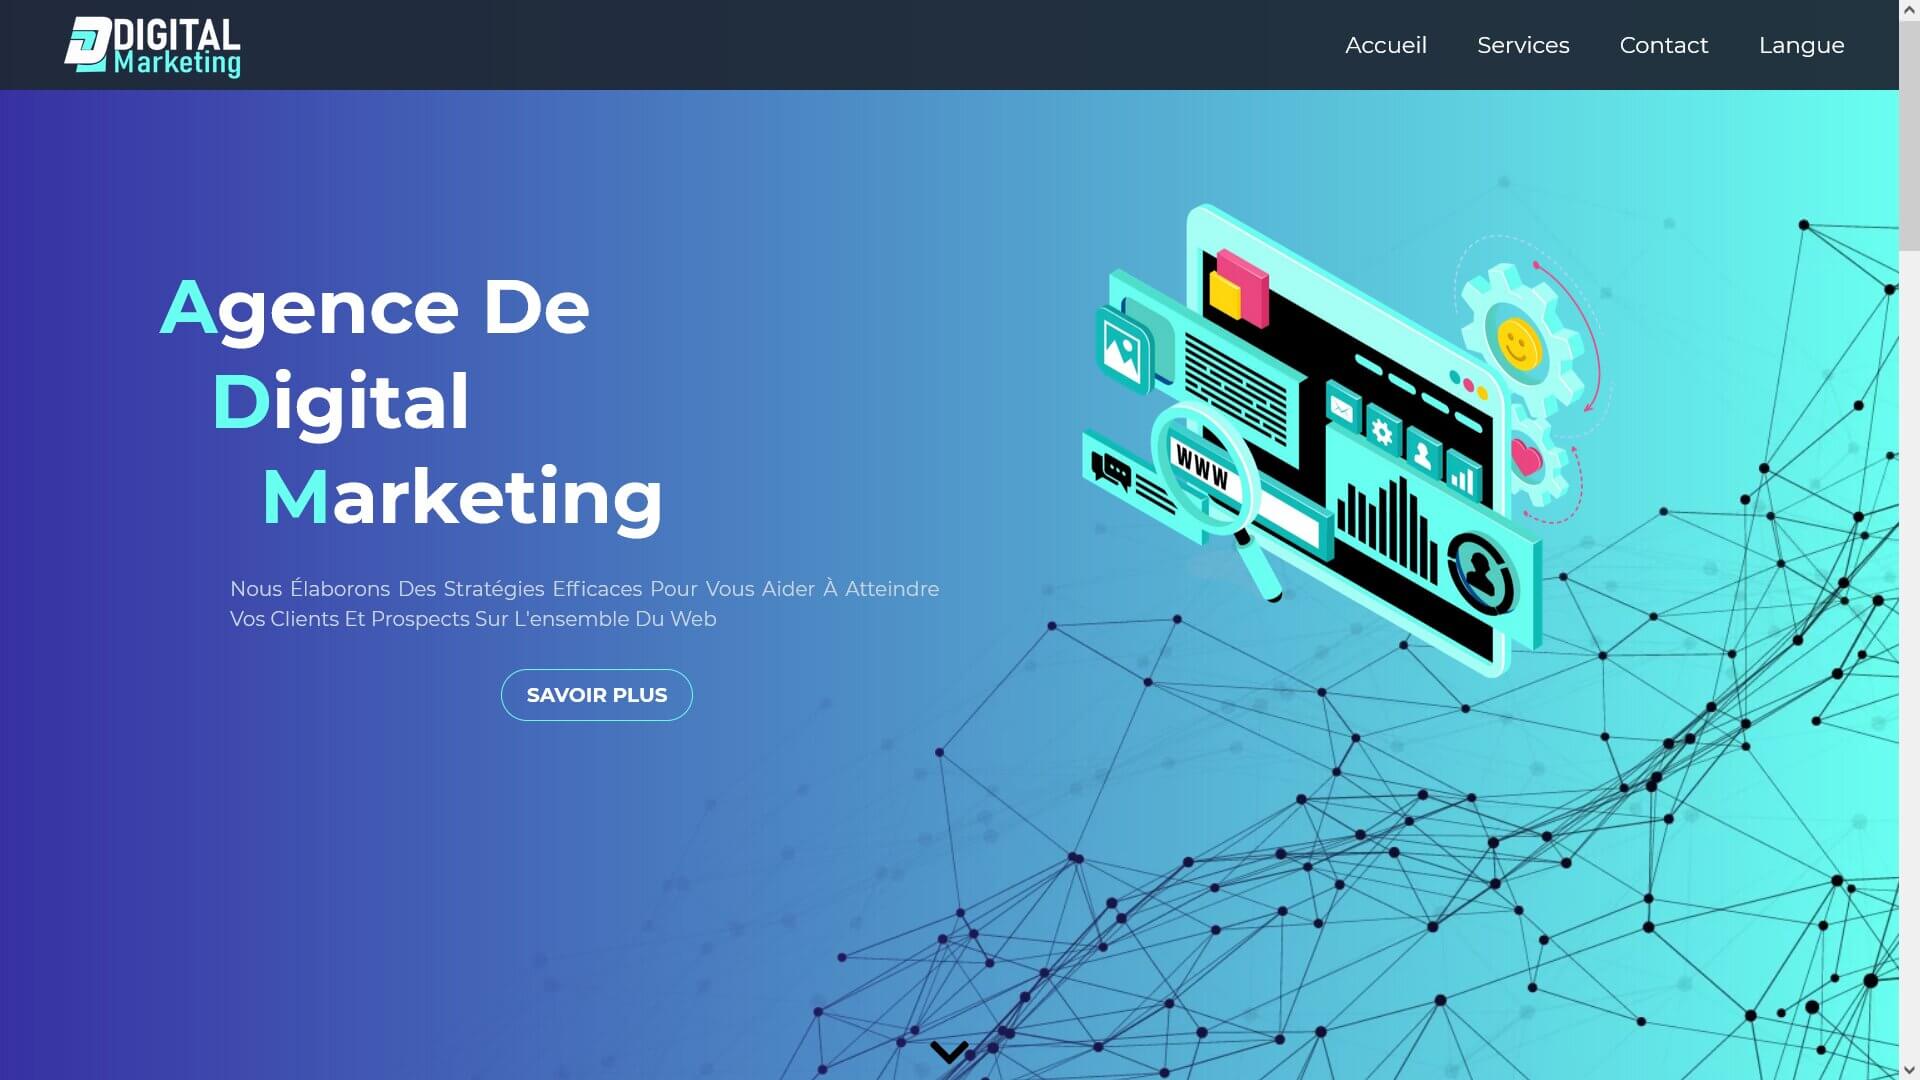 DIGITAL
Marketing
Accueil
Services
Contact
Langue
Agence De
Digital
Marketing
Nous Élaborons Des Stratégies Efficaces Pour Vous Aider À Atteindre
Vos Clients Et Prospects Sur L'ensemble Du Web
SAVOIR PLUS
WWW